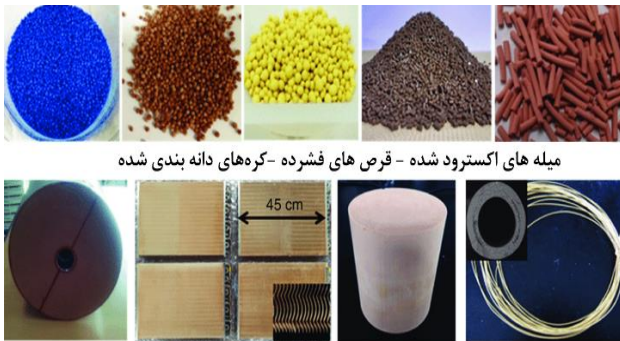 میله های اکسترود شده - قرص های فشرده -کره‌های دانه بندی شده
45 cm